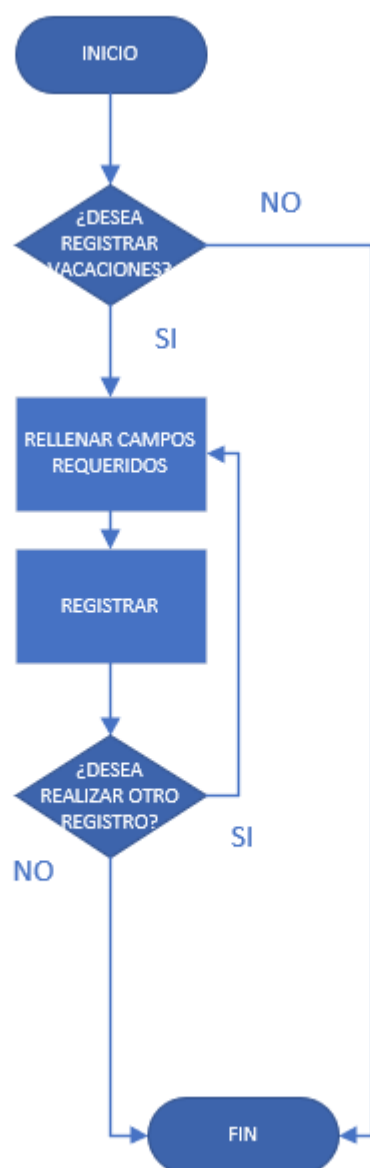 INICIO
¿DESEA
REGISTRAR
VACACIONES?
NO
SI
RELLENAR CAMPOS
REQUERIDOS
REGISTRAR
¿DESEA
REALIZAR OTRO
REGISTRO?
SI
NO
FIN